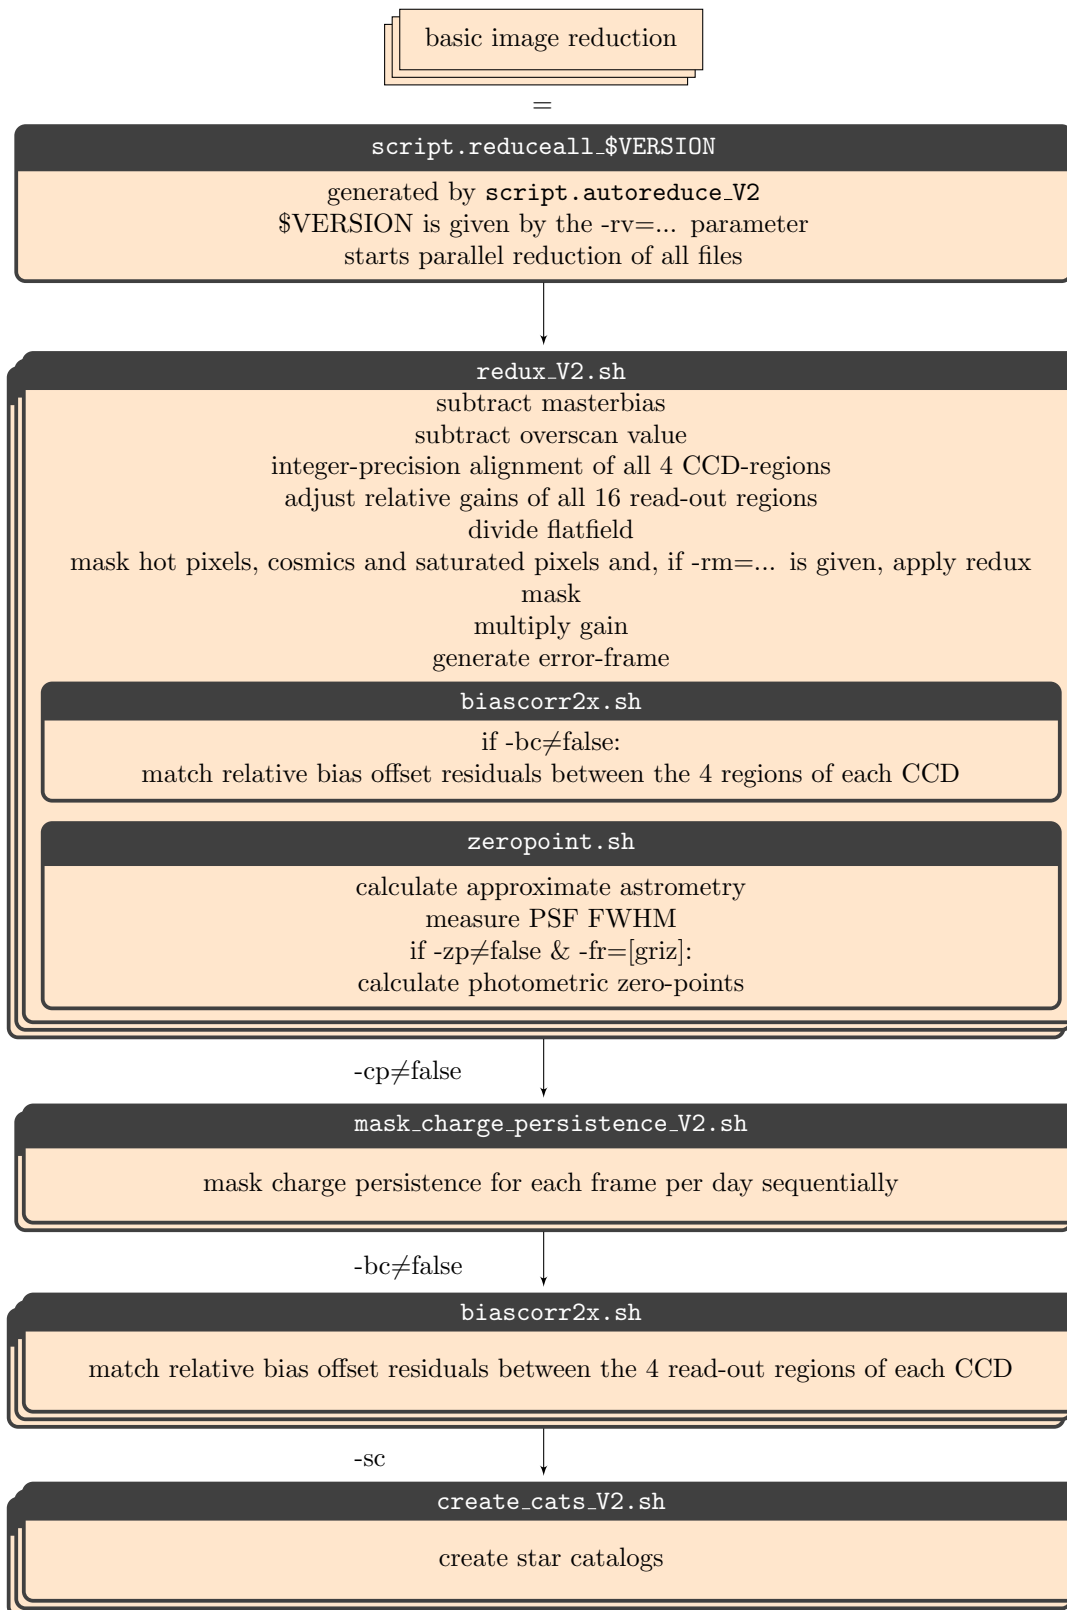 basic image reduction
=
script.reduceall_$VERSION
generated by script.autoreduce_V2
$VERSION is given by the -rv=... parameter
starts parallel reduction of all files
redux_V2.sh
subtract masterbias
subtract overscan value
integer-precision alignment of all 4 CCD-regions
adjust relative gains of all 16 read-out regions
divide flatfield
mask hot pixels, cosmics and saturated pixels and, if -rm=... is given, apply redux
mask
multiply gain
generate error-frame
biascorr2x.sh
if -bc≠false:
match relative bias offset residuals between the 4 regions of each CCD
zeropoint.sh
calculate approximate astrometry
measure PSF FWHM
if -zp≠false & -fr=[griz]:
calculate photometric zero-points
-cp≠false
mask_charge_persistence_V2.sh
mask charge persistence for each frame per day sequentially
-bc≠false
biascorr2x.sh
match relative bias offset residuals between the 4 read-out regions of each CCD
-sc
create_cats_V2.sh
create star catalogs